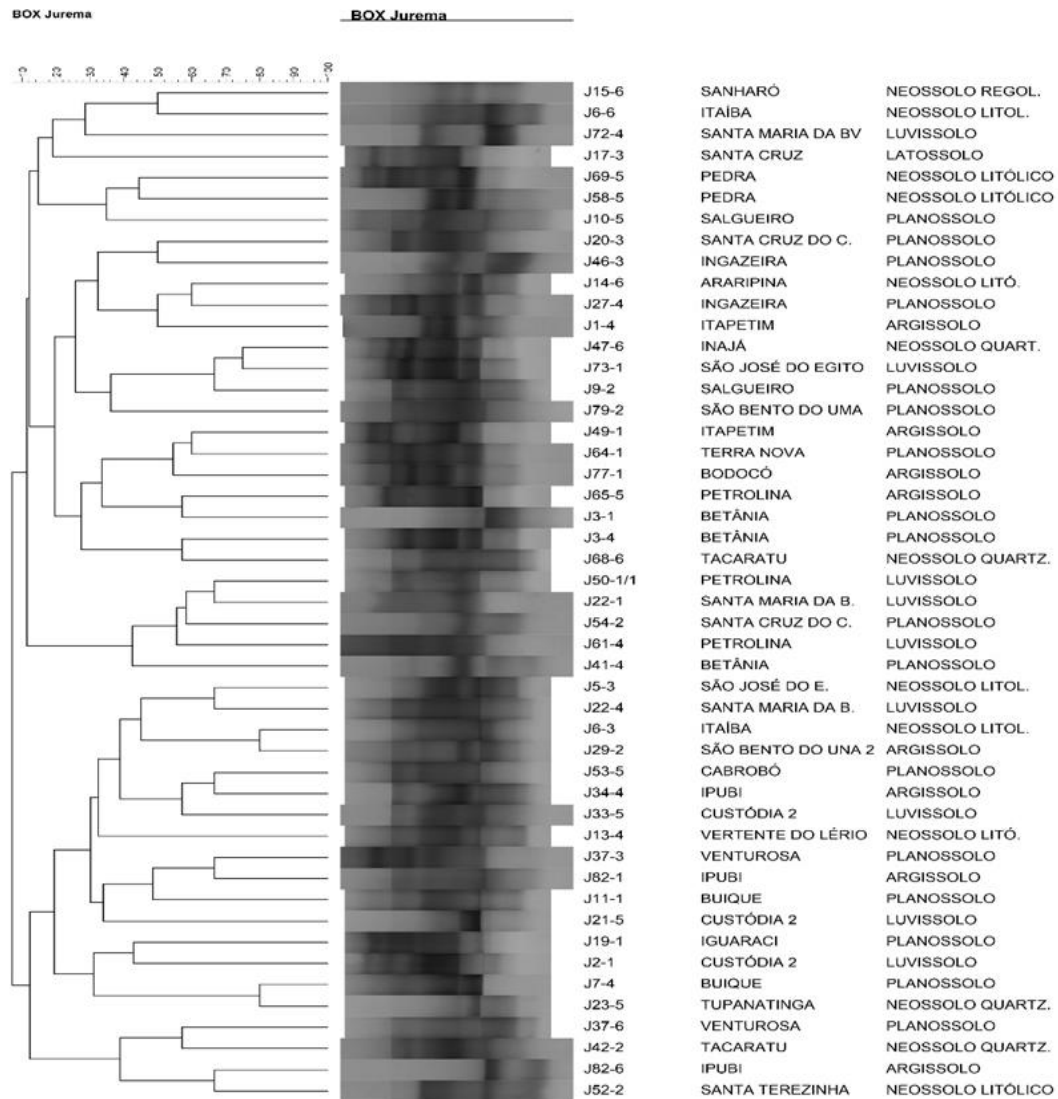 BOX Jurema BOX Jurema
10 20 30 40 50 60 70 80 90 100
J15-6 SANHARÓ NEOSSOLO REGOL.
J6-6 ITAÍBA NEOSSOLO LITOL.
J72-4 SANTA MARIA DA BV LUVISSOLO
J17-3 SANTA CRUZ LATOSSOLO
J69-5 PEDRA NEOSSOLO LITÓLICO
J58-5 PEDRA NEOSSOLO LITÓLICO
J10-5 SALGUEIRO PLANOSSOLO
J20-3 SANTA CRUZ DO C. PLANOSSOLO
J46-3 INGAZEIRA PLANOSSOLO
J14-6 ARARIPINA NEOSSOLO LITÓ.
J27-4 INGAZEIRA PLANOSSOLO
J1-4 ITAPETIM ARGISSOLO
J47-6 INAJÁ NEOSSOLO QUART.
J73-1 SÃO JOSÉ DO EGITO LUVISSOLO
J9-2 SALGUEIRO PLANOSSOLO
J79-2 SÃO BENTO DO UMA PLANOSSOLO
J49-1 ITAPETIM ARGISSOLO
J64-1 TERRA NOVA PLANOSSOLO
J77-1 BODOCÓ ARGISSOLO
J65-5 PETROLINA ARGISSOLO
J3-1 BETÂNIA PLANOSSOLO
J3-4 BETÂNIA PLANOSSOLO
J68-6 TACARATU NEOSSOLO QUARTZ.
J50-1/1 PETROLINA LUVISSOLO
J22-1 SANTA MARIA DA B. LUVISSOLO
J54-2 SANTA CRUZ DO C. PLANOSSOLO
J61-4 PETROLINA LUVISSOLO
J41-4 BETÂNIA PLANOSSOLO
J5-3 SÃO JOSÉ DO E. NEOSSOLO LITOL.
J22-4 SANTA MARIA DA B. LUVISSOLO
J6-3 ITAÍBA NEOSSOLO LITOL.
J29-2 SÃO BENTO DO UNA 2 ARGISSOLO
J53-5 CABROBÓ PLANOSSOLO
J34-4 IPUBI ARGISSOLO
J33-5 CUSTÓDIA 2 LUVISSOLO
J13-4 VERTENTE DO LÉRIO NEOSSOLO LITÓ.
J37-3 VENTUROSA PLANOSSOLO
J82-1 IPUBI ARGISSOLO
J11-1 BUIQUE PLANOSSOLO
J21-5 CUSTÓDIA 2 LUVISSOLO
J19-1 IGUARACI PLANOSSOLO
J2-1 CUSTÓDIA 2 LUVISSOLO
J7-4 BUIQUE PLANOSSOLO
J23-5 TUPANATINGA NEOSSOLO QUARTZ.
J37-6 VENTUROSA PLANOSSOLO
J42-2 TACARATU NEOSSOLO QUARTZ.
J82-6 IPUBI ARGISSOLO
J52-2 SANTA TEREZINHA NEOSSOLO LITÓLICO